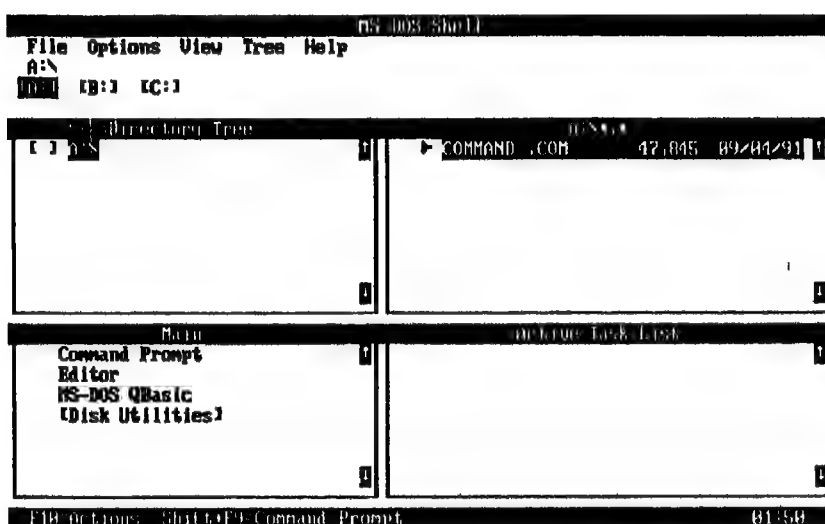 MS-DOS Shell
File Options View Tree Help
A:\
[A:] [B:] [C:]
Directory Tree
[ ] A:\
COMMAND .COM 47,845 09/04/91
Main
Active Task List
Command Prompt
Editor
MS-DOS QBasic
[Disk Utilities]
F10=Actions Shift+F9=Command Prompt 01:50